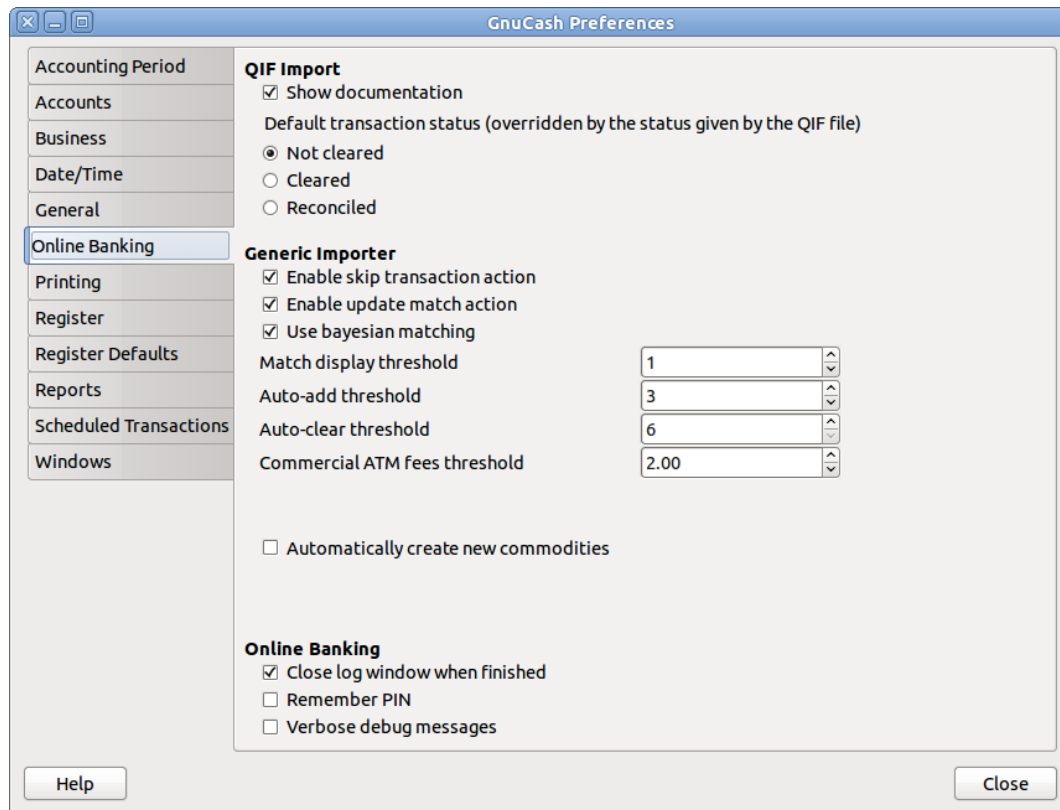 GnuCash Preferences
Accounting Period
Accounts
Business
Date/Time
General
Online Banking
Printing
Register
Register Defaults
Reports
Scheduled Transactions
Windows
QIF Import
Show documentation
Default transaction status (overridden by the status given by the QIF file)
Not cleared
Cleared
Reconciled
Generic Importer
Enable skip transaction action
Enable update match action
Use bayesian matching
Match display threshold 1
Auto-add threshold 3
Auto-clear threshold 6
Commercial ATM fees threshold 2.00
Automatically create new commodities
Online Banking
Close log window when finished
Remember PIN
Verbose debug messages
Help Close